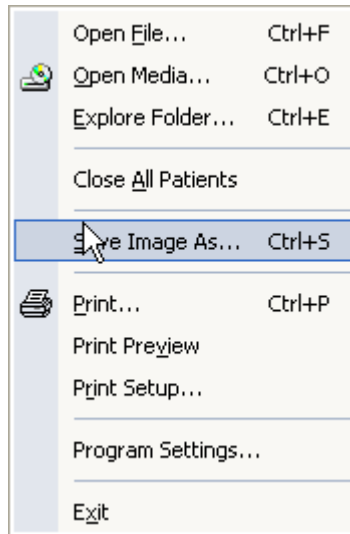 Open File... Ctrl+F
Open Media... Ctrl+O
Explore Folder... Ctrl+E
Close All Patients
Save Image As... Ctrl+S
Print... Ctrl+P
Print Preview
Print Setup...
Program Settings...
Exit